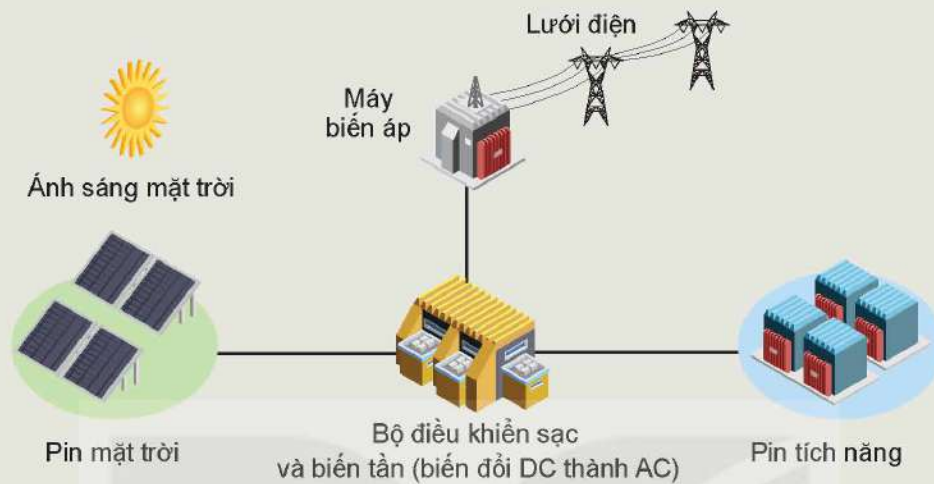 Lưới điện
Máy
biến áp
Ánh sáng mặt trời
Pin mặt trời
Bộ điều khiển sạc
và biến tần (biến đổi DC thành AC)
Pin tích năng